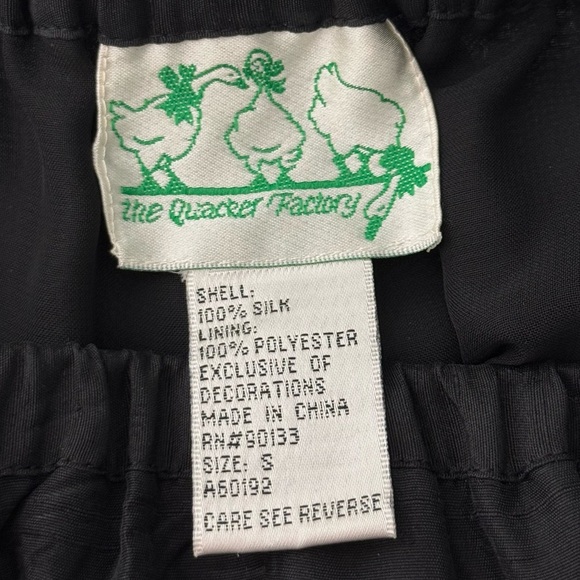 the Quacker Factory
SHELL:
100% SILK
LINING:
100% POLYESTER
EXCLUSIVE OF
DECORATIONS
MADE IN CHINA
RN#90133
SIZE: S
A60192
CARE SEE REVERSE